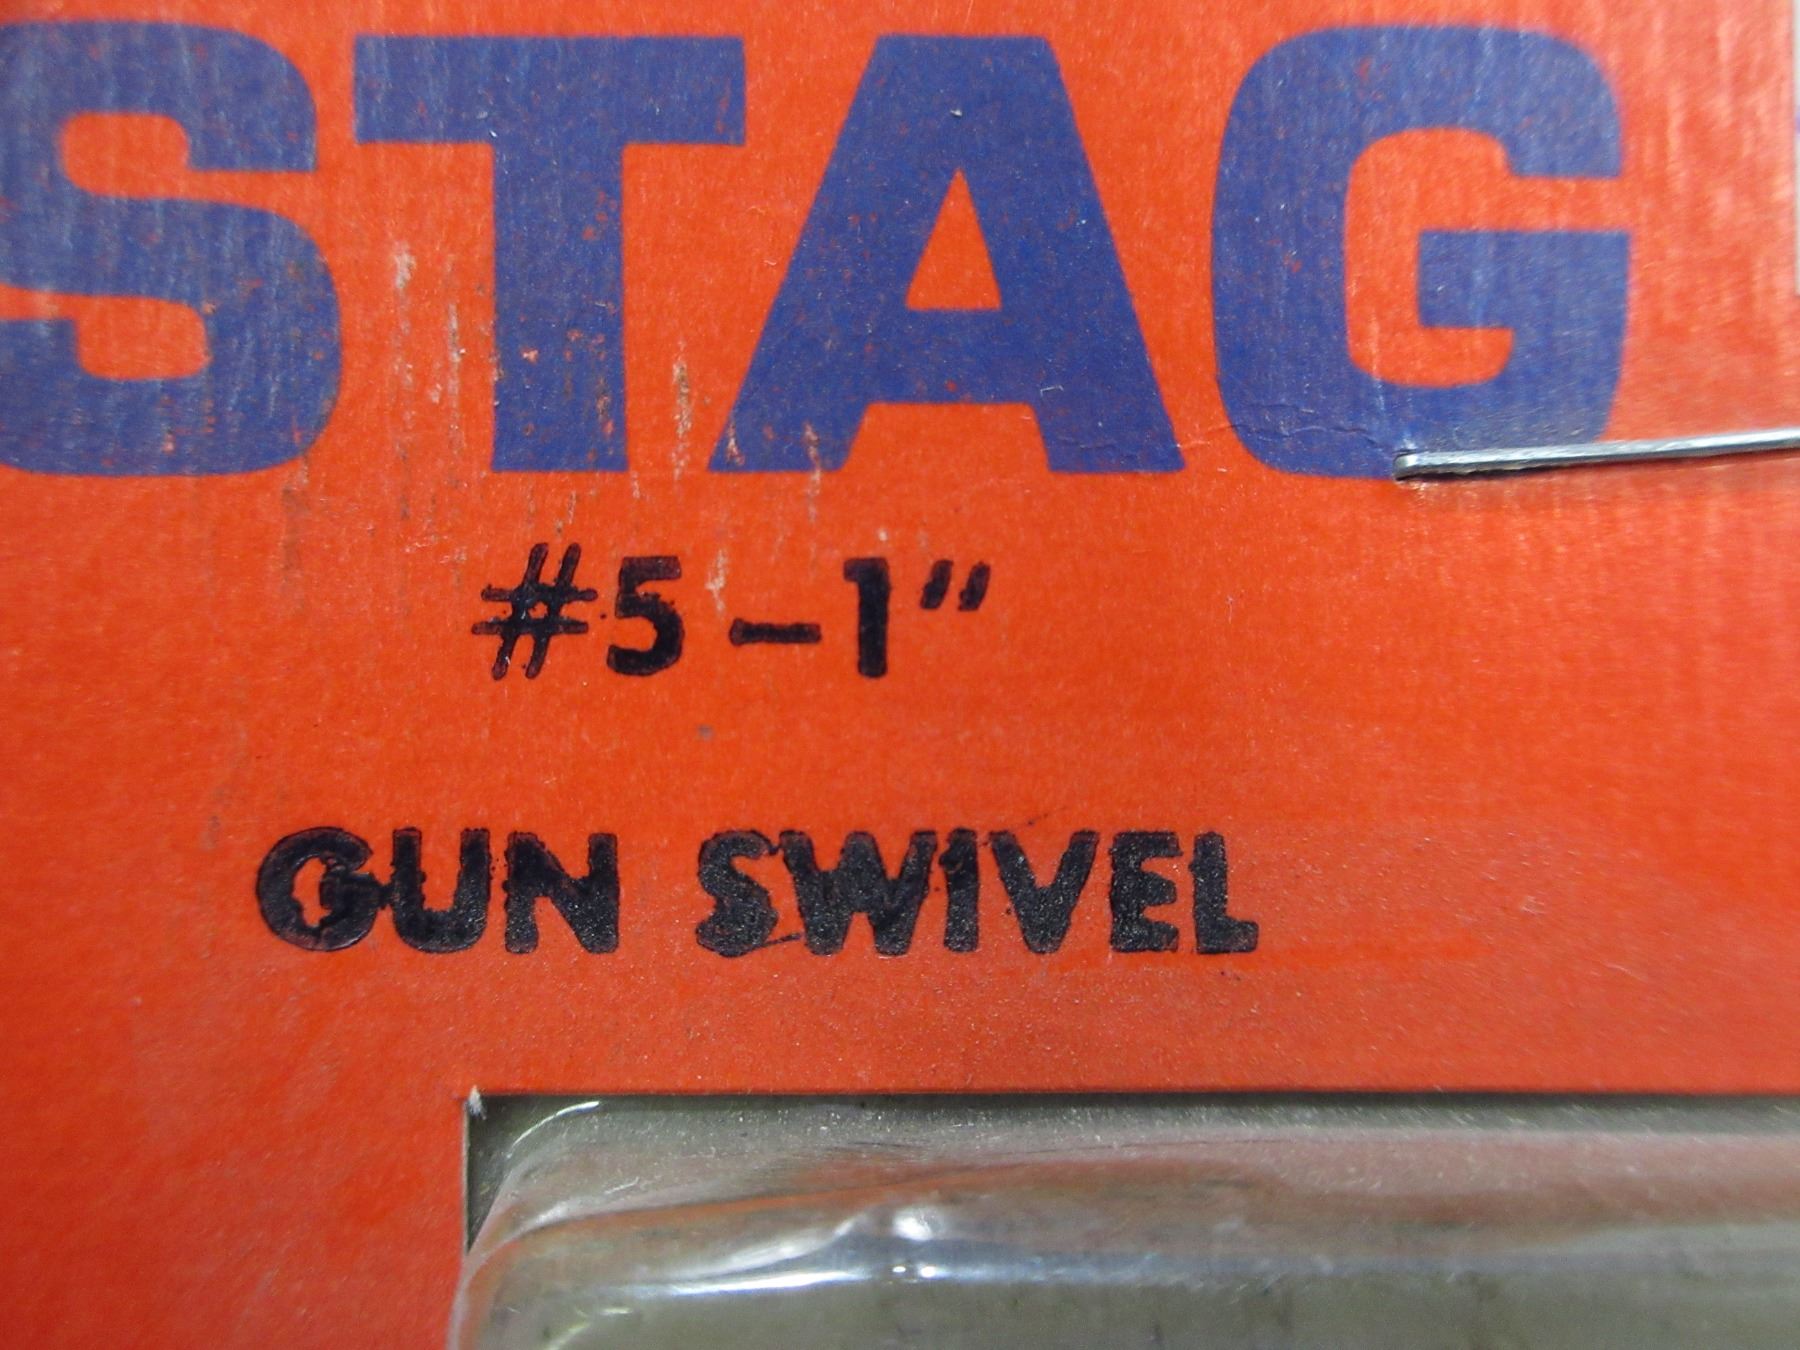 STAG
#5-1"
GUN SWIVEL